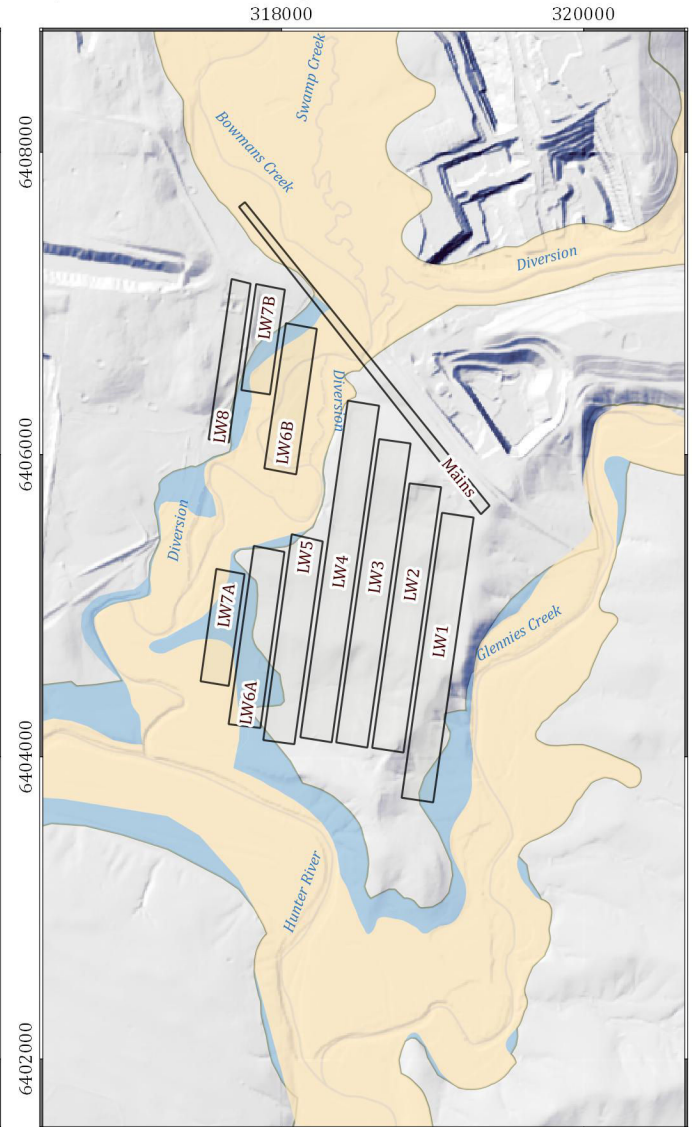 318000
320000
Swamp Creek
Bowmans Creek
6408000
Diversion
LW7B
Diversion
LW8
LW6B
6406000
Mains
Diversion
LW5
LW4
LW3
LW2
LW7A
LW1
Glennies Creek
LW6A
6404000
Hunter River
6402000